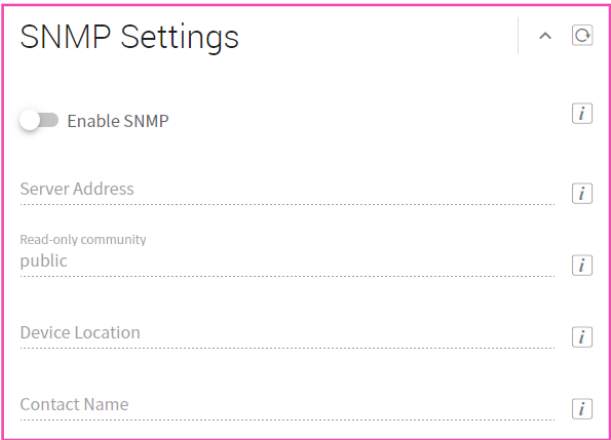 SNMP Settings
Enable SNMP
i
Server Address
i
Read-only community
public
i
Device Location
i
Contact Name
i